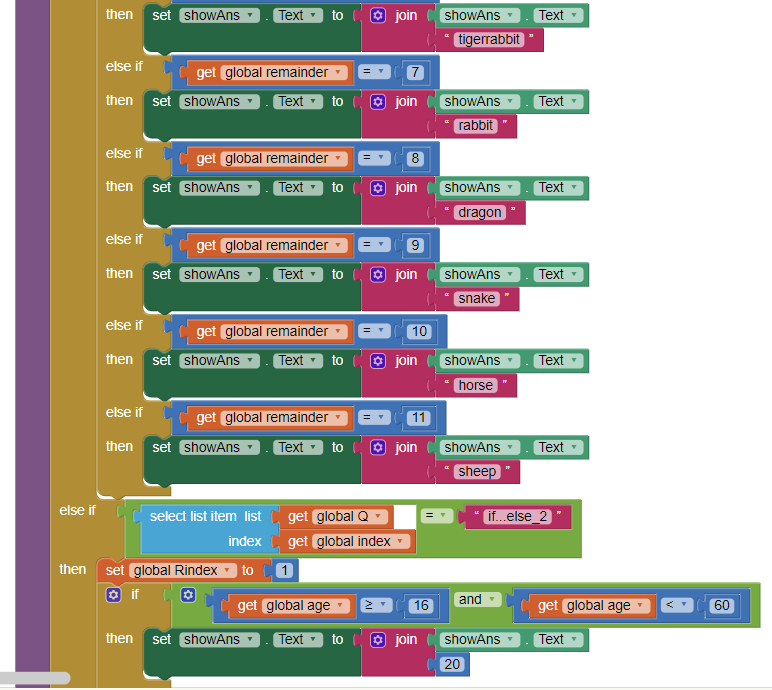 then set showAns . Text to join showAns . Text
“ tigerrabbit ”
else if get global remainder = 7
then set showAns . Text to join showAns . Text
“ rabbit ”
else if get global remainder = 8
then set showAns . Text to join showAns . Text
“ dragon ”
else if get global remainder = 9
then set showAns . Text to join showAns . Text
“ snake ”
else if get global remainder = 10
then set showAns . Text to join showAns . Text
“ horse ”
else if get global remainder = 11
then set showAns . Text to join showAns . Text
“ sheep ”
else if select list item list get global Q = “ if...else_2 ”
index get global index
then set global Rindex to 1
if get global age ≥ 16 and get global age < 60
then set showAns . Text to join showAns . Text
20